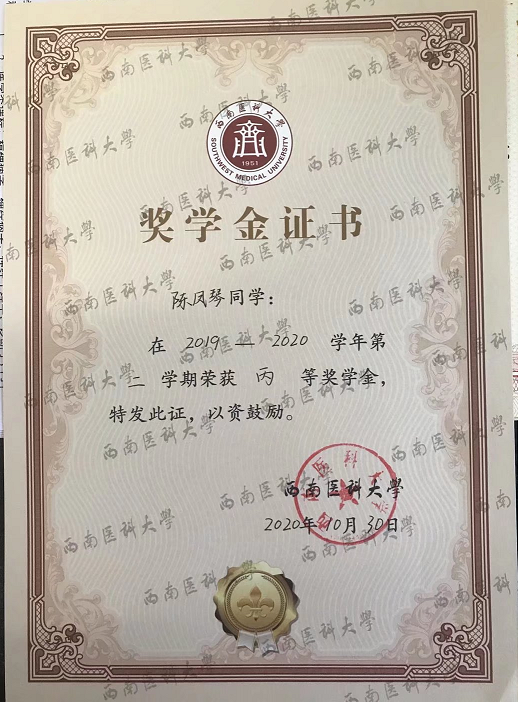 西南医科大學
SOUTHWEST MEDICAL UNIVERSITY
1951
奖学金证书
陈凤琴同学：
在 2019 — 2020 学年第
二 学期荣获 丙 等奖学金，
特发此证，以资鼓励。
西南医科大學
2020年10月30日